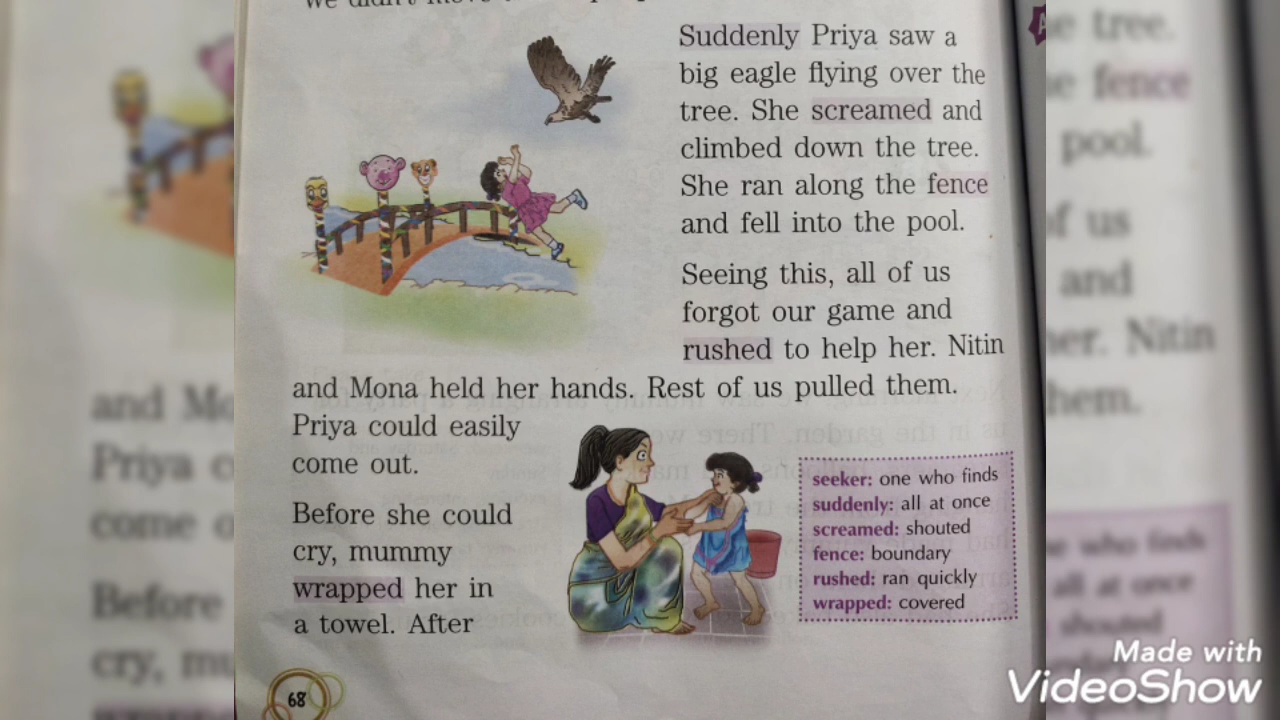 Suddenly Priya saw a
big eagle flying over the
tree. She screamed and
climbed down the tree.
She ran along the fence
and fell into the pool.
Seeing this, all of us
forgot our game and
rushed to help her. Nitin
and Mona held her hands. Rest of us pulled them.
Priya could easily
come out.
Before she could
cry, mummy
wrapped her in
a towel. After
seeker: one who finds
suddenly: all at once
screamed: shouted
fence: boundary
rushed: ran quickly
wrapped: covered
68
Made with
VideoShow